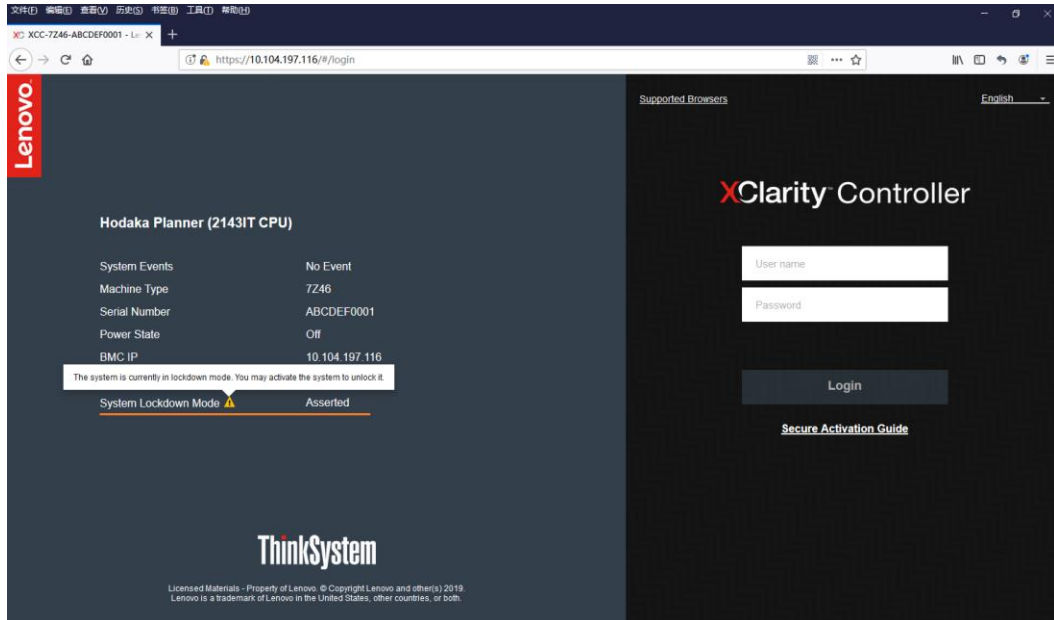 文件(F) 编辑(E) 查看(V) 历史(S) 书签(B) 工具(T) 帮助(H)
XC XCC-7Z46-ABCDEF0001 - Le
https://10.104.197.116/#/login
Lenovo
Supported Browsers
English
XClarity Controller
Hodaka Planner (2143IT CPU)
System Events No Event
Machine Type 7Z46
Serial Number ABCDEF0001
Power State Off
BMC IP 10.104.197.116
The system is currently in lockdown mode. You may activate the system to unlock it.
System Lockdown Mode Asserted
User name
Password
Login
Secure Activation Guide
ThinkSystem
Licensed Materials - Property of Lenovo. © Copyright Lenovo and other(s) 2019.
Lenovo is a trademark of Lenovo in the United States, other countries, or both.